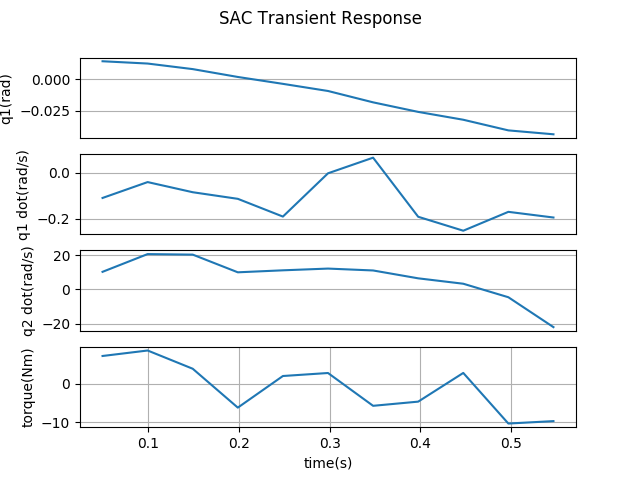 SAC Transient Response
0.000
−0.025
q1(rad)
0.0
−0.2
q1 dot(rad/s)
20
0
−20
q2 dot(rad/s)
0
−10
torque(Nm)
0.1 0.2 0.3 0.4 0.5
time(s)